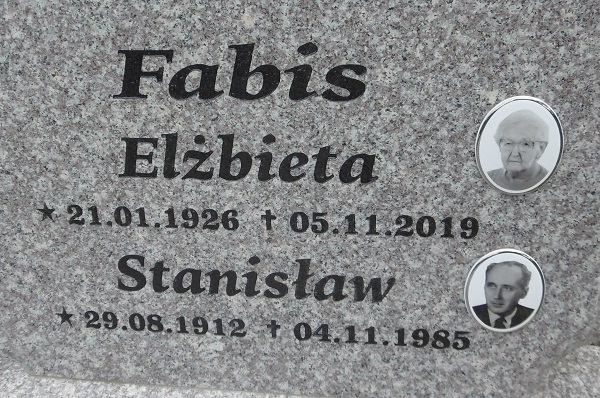 Fabis
Elżbieta
★ 21.01.1926 † 05.11.2019
Stanisław
★ 29.08.1912 † 04.11.1985